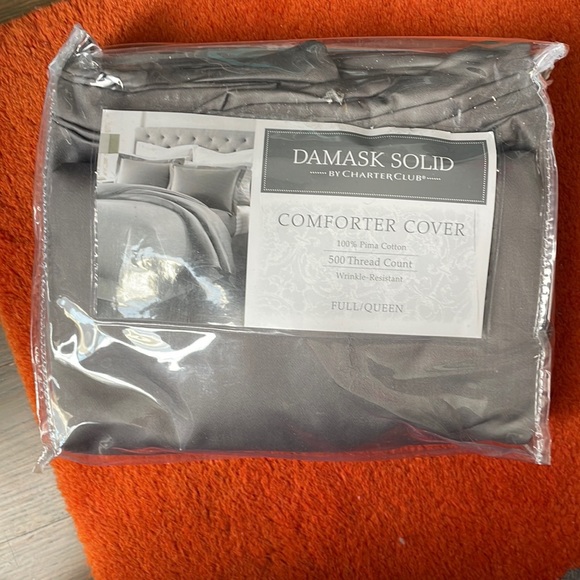 DAMASK SOLID
BY CHARTER CLUB®
COMFORTER COVER
100% Pima Cotton
500 Thread Count
Wrinkle-Resistant
FULL/QUEEN